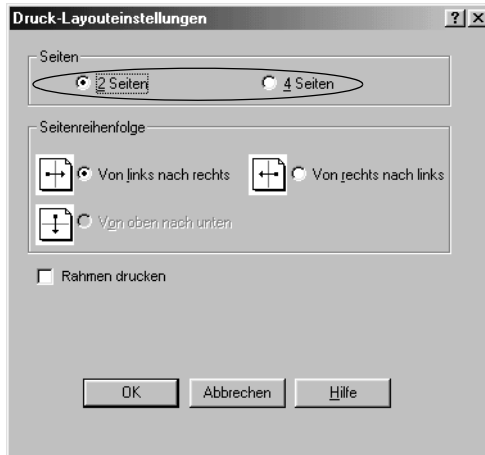 Druck-Layouteinstellungen
Seiten
2 Seiten 4 Seiten
Seitenreihenfolge
Von links nach rechts Von rechts nach links
Von oben nach unten
Rahmen drucken
OK Abbrechen Hilfe